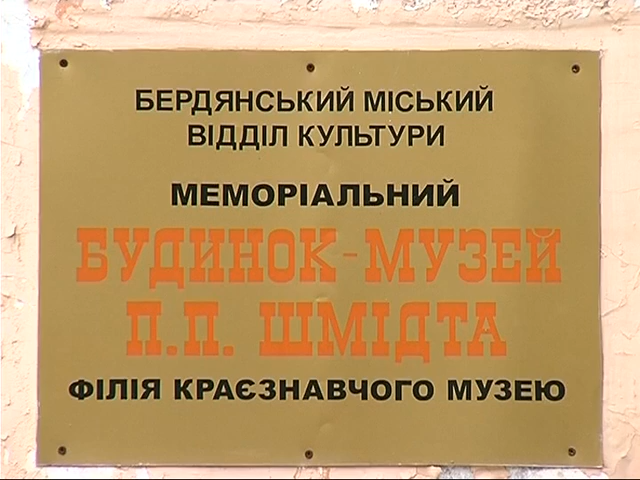 БЕРДЯНСЬКИЙ МІСЬКИЙ
ВІДДІЛ КУЛЬТУРИ
МЕМОРІАЛЬНИЙ
БУДИНОК-МУЗЕЙ
П.П. ШМІДТА
ФІЛІЯ КРАЄЗНАВЧОГО МУЗЕЮ